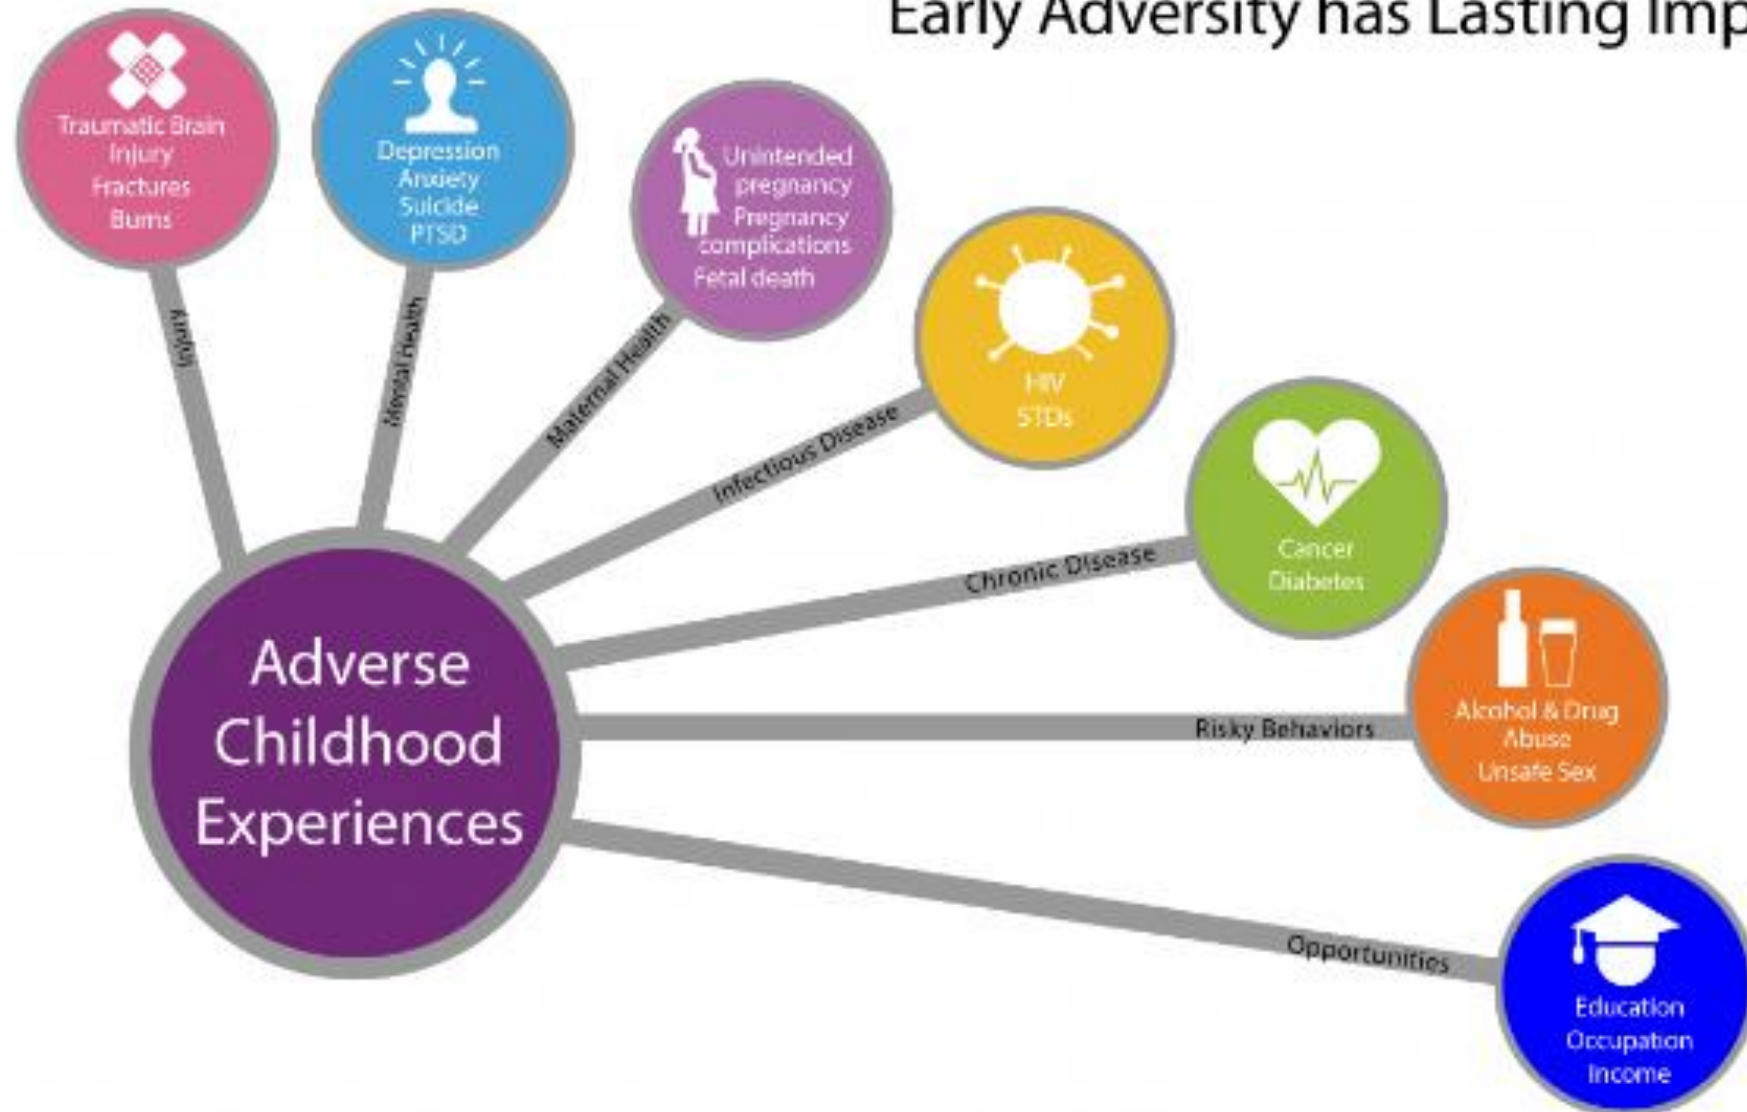 Early Adversity has Lasting Imp
Traumatic Brain
Injury
Fractures
Burns
Depression
Anxiety
Suicide
PTSD
Unintended
pregnancy
Pregnancy
complications
Fetal death
HIV
STDs
Cancer
Diabetes
Alcohol & Drug
Abuse
Unsafe Sex
Education
Occupation
Income
Injury
Mental Health
Maternal Health
Infectious Disease
Chronic Disease
Risky Behaviors
Opportunities
Adverse
Childhood
Experiences